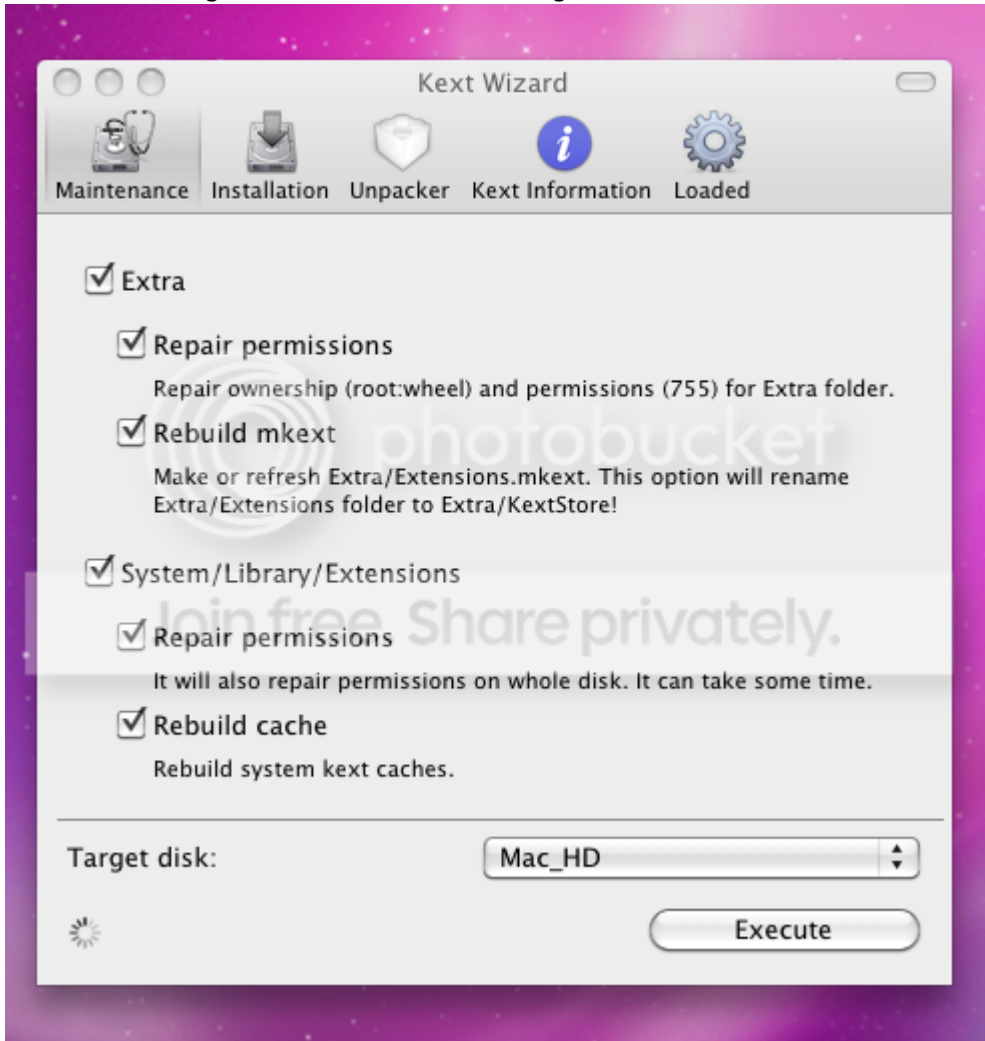 Kext Wizard
Maintenance Installation Unpacker Kext Information Loaded
Extra
Repair permissions
Repair ownership (root:wheel) and permissions (755) for Extra folder.
Rebuild mkext
photobucket
Make or refresh Extra/Extensions.mkext. This option will rename
Extra/Extensions folder to Extra/KextStore!
System/Library/Extensions
Join free. Share privately.
Repair permissions
It will also repair permissions on whole disk. It can take some time.
Rebuild cache
Rebuild system kext caches.
Target disk: Mac_HD
Execute